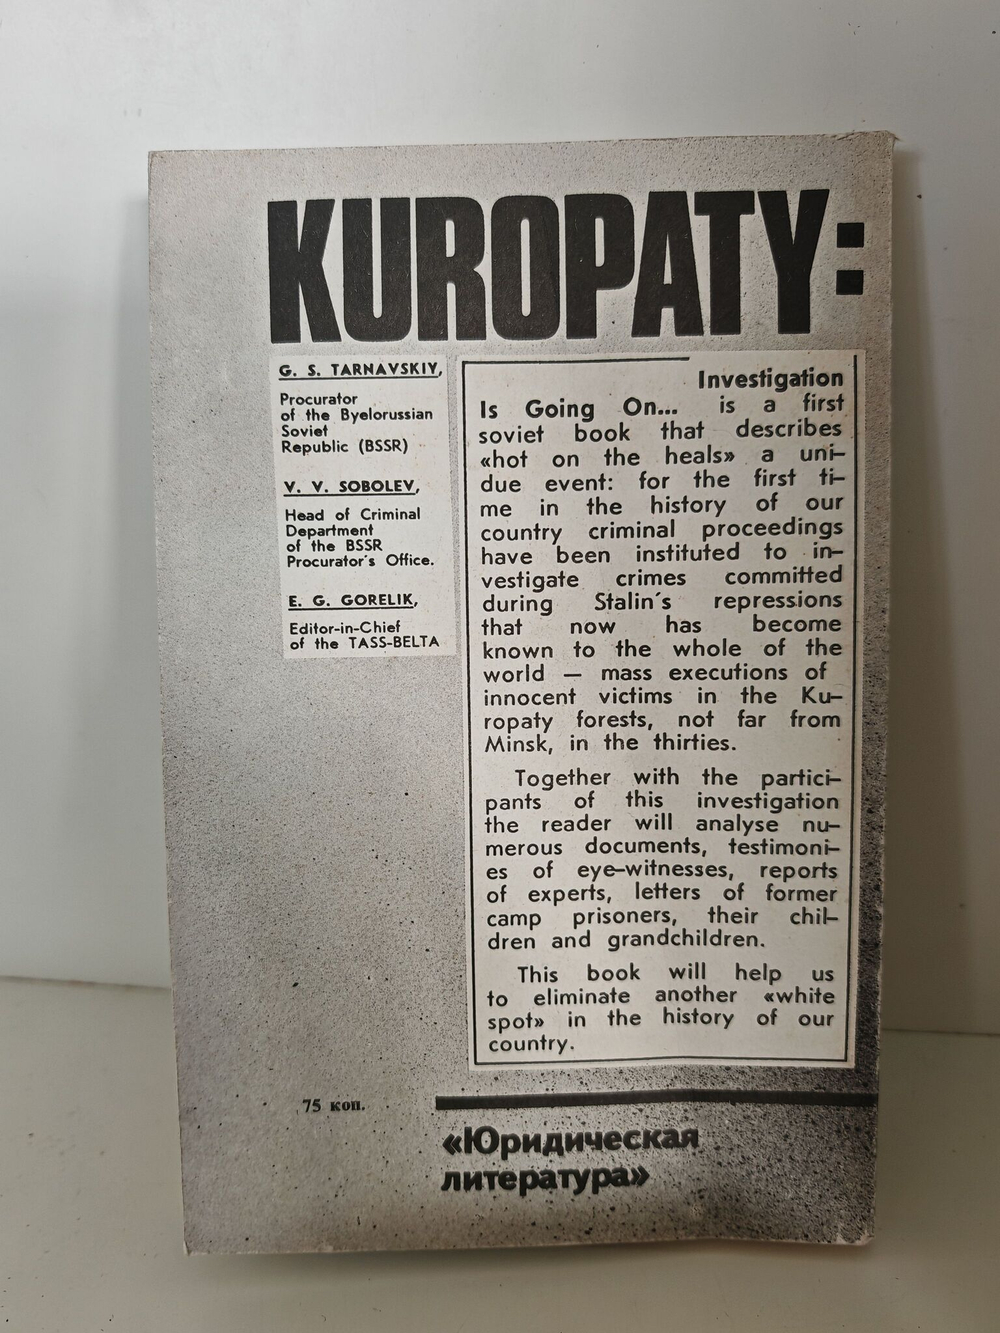 KUROPATY:
G. S. TARNAVSKIY,
Procurator
of the Byelorussian
Soviet
Republic (BSSR)
V. V. SOBOLEV,
Head of Criminal
Department
of the BSSR
Procurator's Office.
E. G. GORELIK,
Editor-in-Chief
of the TASS-BELTA
Investigation
Is Going On... is a first
soviet book that describes
«hot on the heals» a uni-
due event: for the first ti-
me in the history of our
country criminal proceedings
have been instituted to in-
vestigate crimes committed
during Stalin's repressions
that now has become
known to the whole of the
world — mass executions of
innocent victims in the Ku-
ropaty forests, not far from
Minsk, in the thirties.
Together with the partici-
pants of this investigation
the reader will analyse nu-
merous documents, testimoni-
es of eye-witnesses, reports
of experts, letters of former
camp prisoners, their chil-
dren and grandchildren.
This book will help us
to eliminate another «white
spot» in the history of our
country.
75 коп.
«Юридическая
литература»